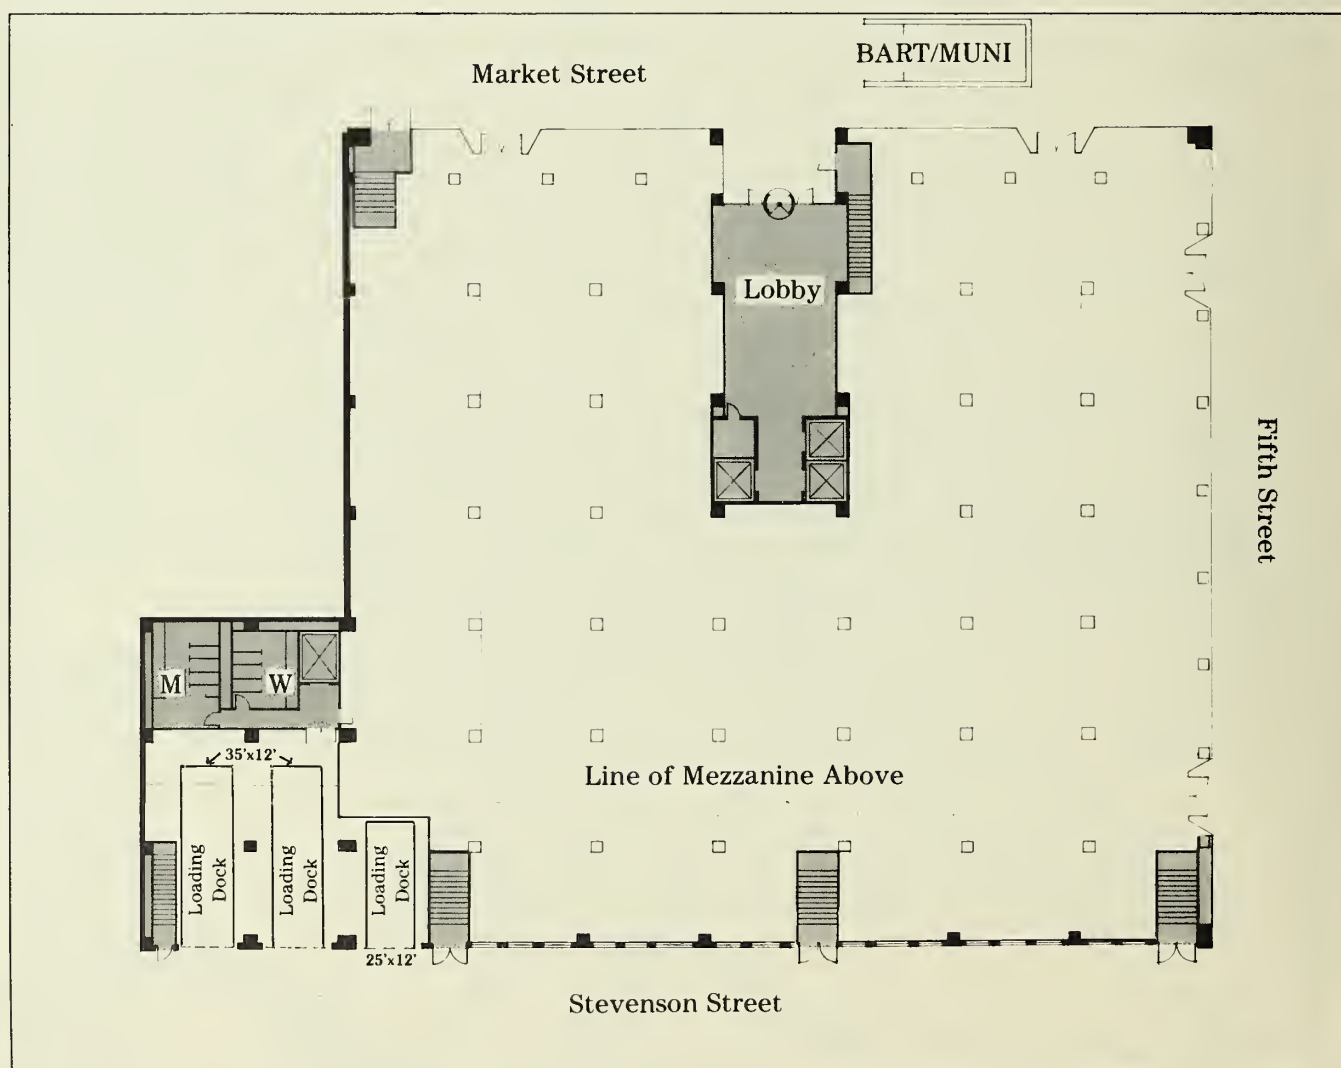 BART/MUNI
Market Street
Lobby
Fifth Street
M
W
35'x12'
Line of Mezzanine Above
Loading
Dock
Loading
Dock
Loading
Dock
25'x12'
Stevenson Street